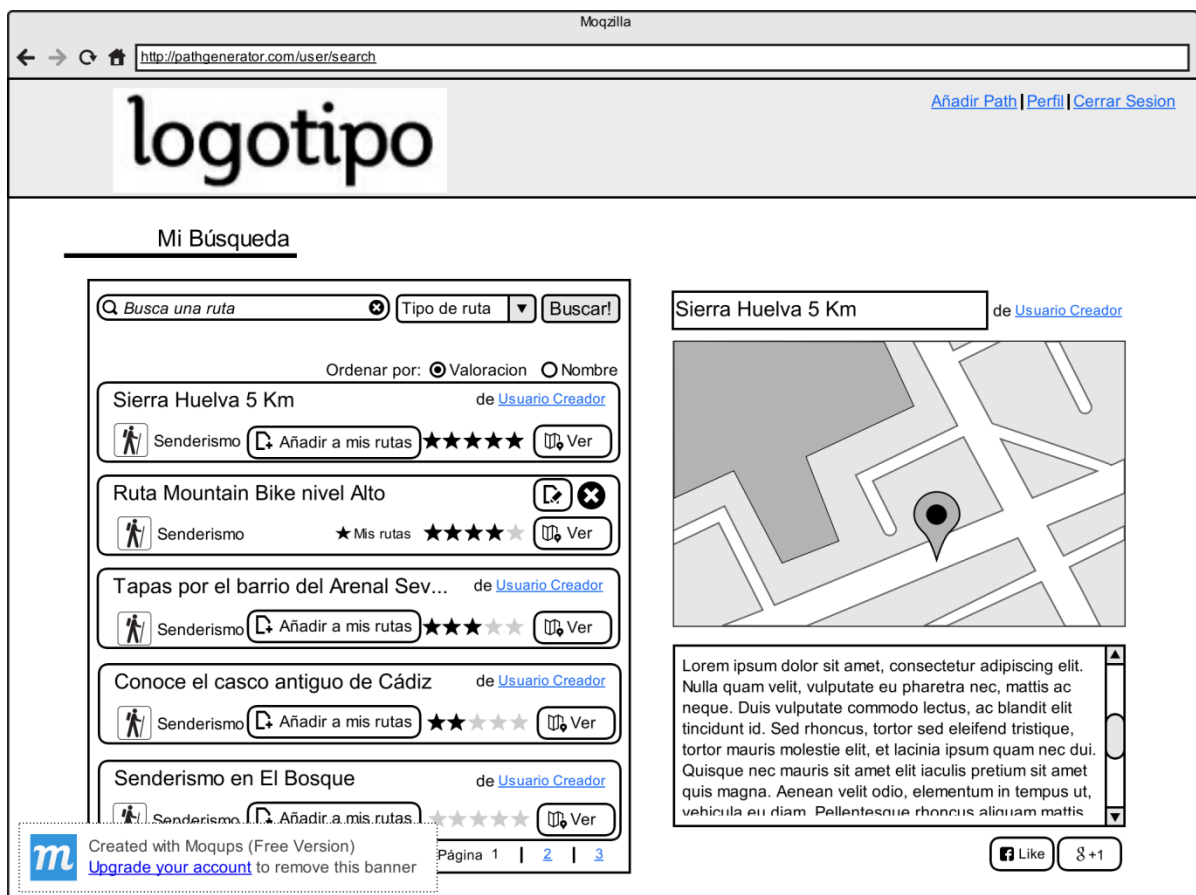 Moqzilla
http://pathgenerator.com/user/search
logotipo
Añadir Path | Perfil | Cerrar Sesion
Mi Búsqueda
Busca una ruta
Tipo de ruta
Buscar!
Ordenar por: Valoracion Nombre
Sierra Huelva 5 Km de Usuario Creador
Senderismo Añadir a mis rutas Ver
Ruta Mountain Bike nivel Alto
Senderismo Mis rutas Ver
Tapas por el barrio del Arenal Sev... de Usuario Creador
Senderismo Añadir a mis rutas Ver
Conoce el casco antiguo de Cádiz de Usuario Creador
Senderismo Añadir a mis rutas Ver
Senderismo en El Bosque de Usuario Creador
Senderismo Añadir a mis rutas Ver
Página 1 | 2 | 3
Sierra Huelva 5 Km de Usuario Creador
Lorem ipsum dolor sit amet, consectetur adipiscing elit.
Nulla quam velit, vulputate eu pharetra nec, mattis ac
neque. Duis vulputate commodo lectus, ac blandit elit
tincidunt id. Sed rhoncus, tortor sed eleifend tristique,
tortor mauris molestie elit, et lacinia ipsum quam nec dui.
Quisque nec mauris sit amet elit iaculis pretium sit amet
quis magna. Aenean velit odio, elementum in tempus ut,
vehicula eu diam. Pellentesque rhoncus aliquam mattis.
Like
g+1
m
Created with Moqups (Free Version)
Upgrade your account to remove this banner